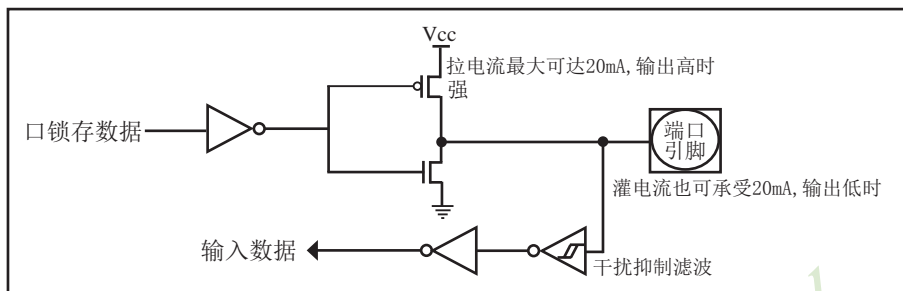 Vcc
拉电流最大可达20mA,输出高时
强
口锁存数据
端口
引脚
灌电流也可承受20mA,输出低时
输入数据
干扰抑制滤波